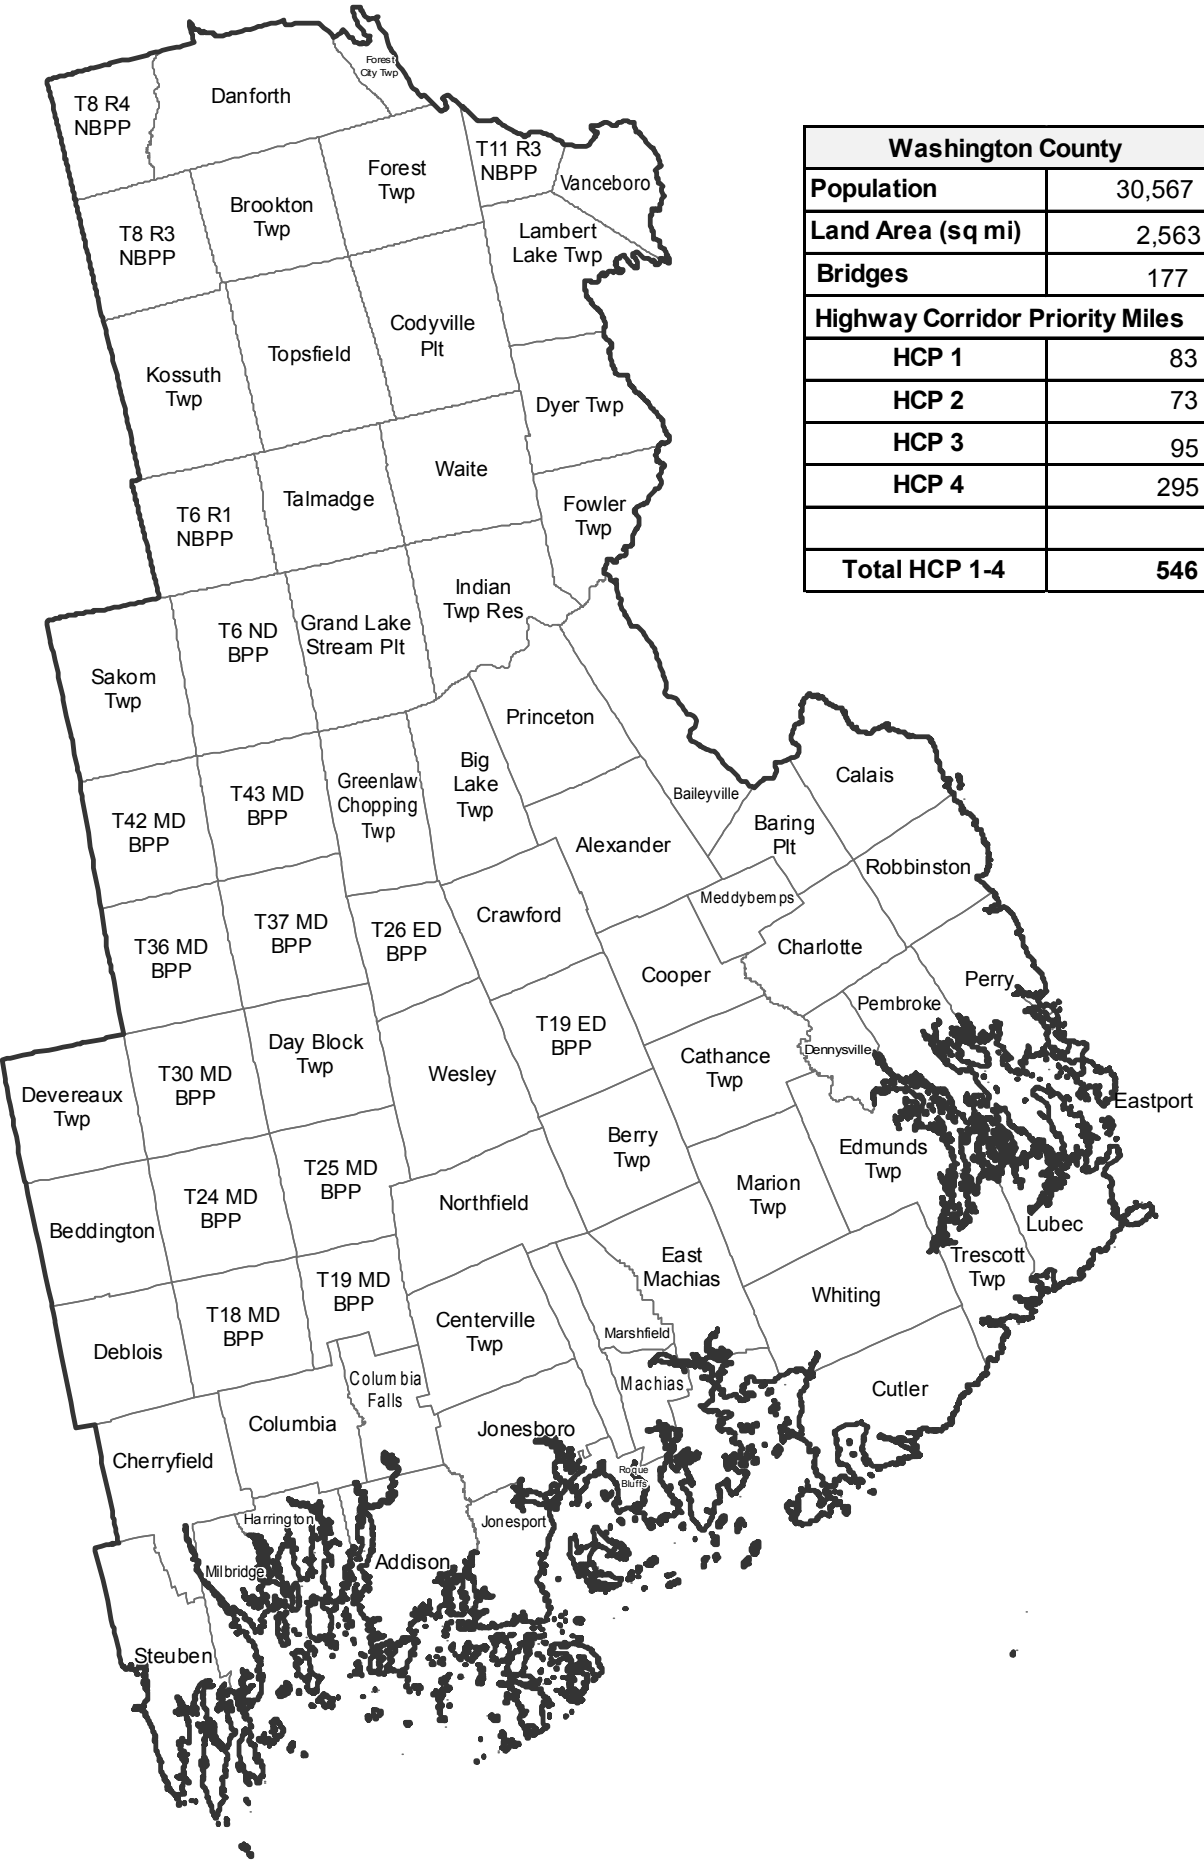 Forest
City Twp
Danforth
T8 R4
NBPP
T11 R3
NBPP
Vanceboro
Forest
Twp
Brookton
Twp
T8 R3
NBPP
Lambert
Lake Twp
Codyville
Plt
Topsfield
Kossuth
Twp
Dyer Twp
Waite
Talmadge
T6 R1
NBPP
Fowler
Twp
Indian
Twp Res
Grand Lake
Stream Plt
T6 ND
BPP
Sakom
Twp
Princeton
Big
Lake
Twp
Greenlaw
Chopping
Twp
T43 MD
BPP
T42 MD
BPP
Baileyville
Calais
Baring
Plt
Alexander
Robbinston
Meddybemps
Crawford
T26 ED
BPP
T37 MD
BPP
T36 MD
BPP
Charlotte
Cooper
Perry
Pembroke
Dennysville
T19 ED
BPP
Cathance
Twp
Wesley
Day Block
Twp
T30 MD
BPP
Devereaux
Twp
Eastport
Edmunds
Twp
Berry
Twp
Marion
Twp
T25 MD
BPP
T24 MD
BPP
Northfield
Beddington
Lubec
Trescott
Twp
East
Machias
Whiting
T19 MD
BPP
T18 MD
BPP
Centerville
Twp
Marshfield
Deblois
Columbia
Falls
Machias
Cutler
Columbia
Jonesboro
Cherryfield
Roque
Bluffs
Harrington
Jonesport
Milbridge
Addison
Steuben
Washington County
Population 30,567
Land Area (sq mi) 2,563
Bridges 177
Highway Corridor Priority Miles
HCP 1 83
HCP 2 73
HCP 3 95
HCP 4 295
Total HCP 1-4 546